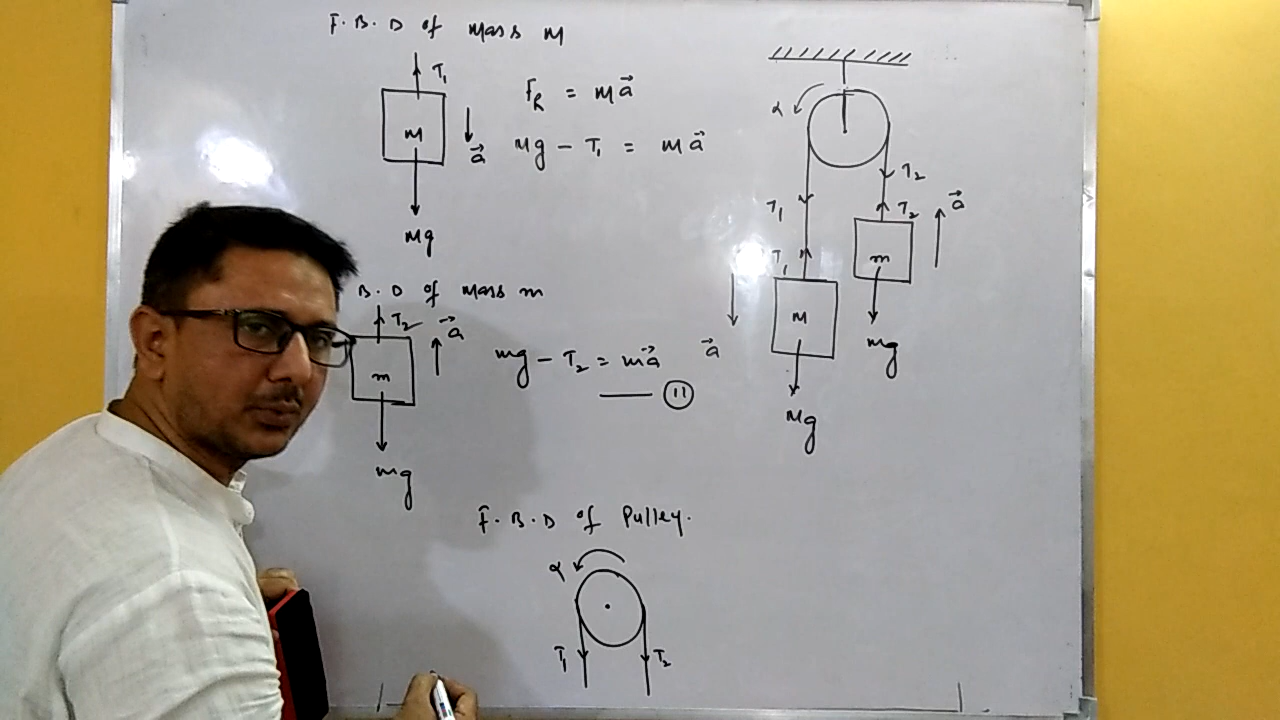 F.B.D of mass M
T₁
M
a⃗
Mg
F_R = Ma⃗
Mg - T₁ = Ma⃗
B.D of mass m
T₂
a⃗
m
mg
mg - T₂ = ma⃗
(11)
α
T₂
T₁
T₂
a⃗
T₁
m
M
mg
a⃗
Mg
F.B.D of Pulley.
α
T₁
T₂